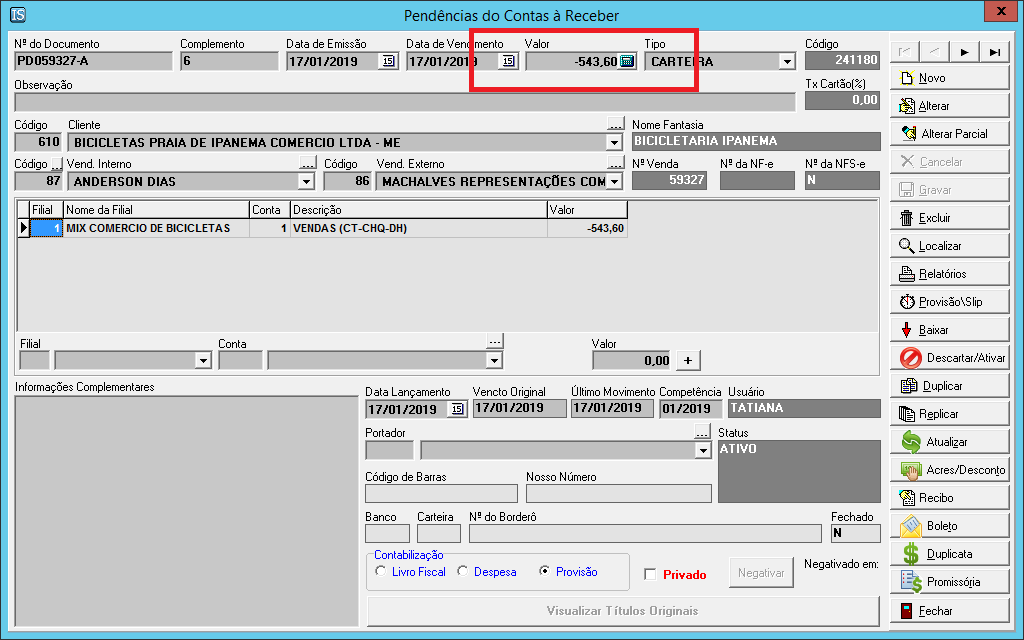 IS Pendências do Contas à Receber x
Nº do Documento Complemento Data de Emissão Data de Vencimento Valor Tipo Código
PD059327-A 6 17/01/2019 15 17/01/2019 15 -543,60 CARTEIRA 241180
Observação Tx Cartão(%)
0,00
Código Cliente ... Nome Fantasia
610 BICICLETAS PRAIA DE IPANEMA COMERCIO LTDA - ME BICICLETARIA IPANEMA
Código ... Vend. Interno ... Código Vend. Externo ... Nº Venda Nº da NF-e Nº da NFS-e
87 ANDERSON DIAS 86 MACHALVES REPRESENTAÇÕES COM 59327 N
Filial Nome da Filial Conta Descrição Valor
1 MIX COMERCIO DE BICICLETAS 1 VENDAS (CT-CHQ-DH) -543,60
Filial Conta ... Valor
0,00 +
Informações Complementares
Data Lançamento Vencto Original Último Movimento Competência Usuário
17/01/2019 15 17/01/2019 17/01/2019 01/2019 TATIANA
Portador ... Status
ATIVO
Código de Barras Nosso Número
Banco Carteira Nº do Borderô Fechado
N
Contabilização
Livro Fiscal Despesa Provisão Privado Negativar Negativado em:
Visualizar Títulos Originais
Novo
Alterar
Alterar Parcial
Cancelar
Gravar
Excluir
Localizar
Relatórios
Provisão\Slip
Baixar
Descartar/Ativar
Duplicar
Replicar
Atualizar
Acres/Desconto
Recibo
Boleto
Duplicata
Promissória
Fechar